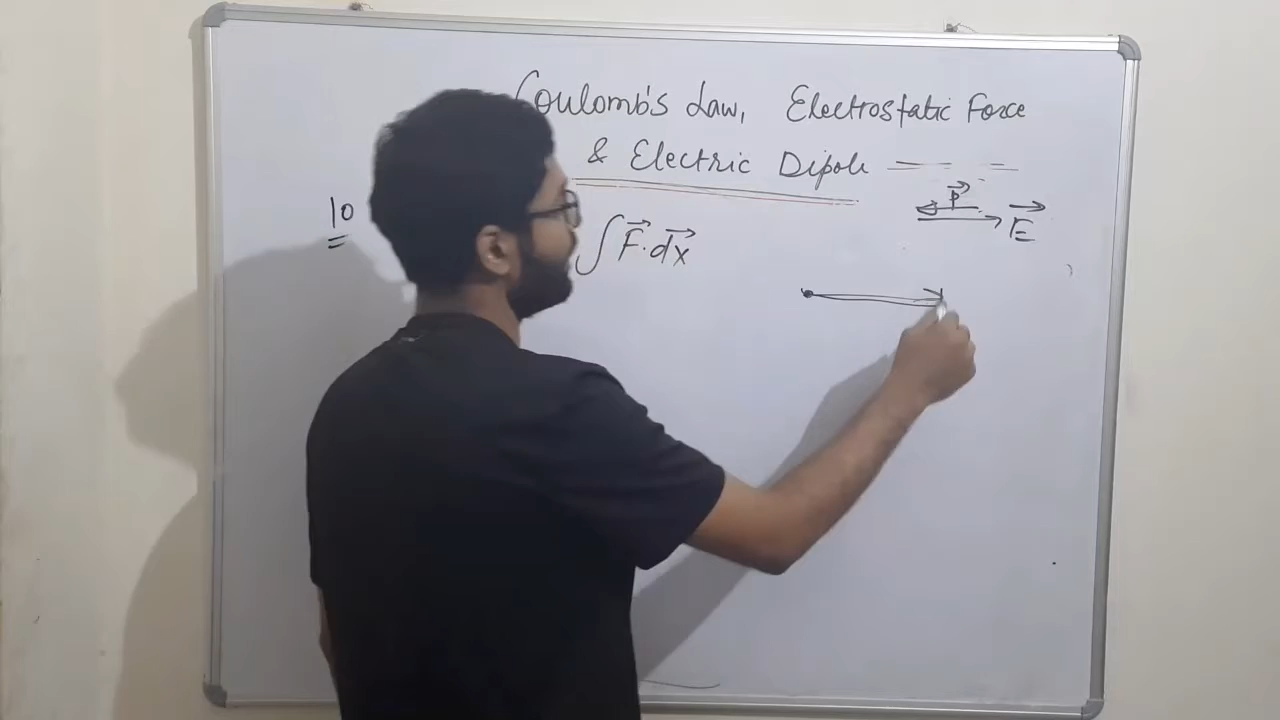 Coulomb's Law, Electrostatic Force
& Electric Dipole
p⃗
10
E⃗
∫ F⃗. dx⃗